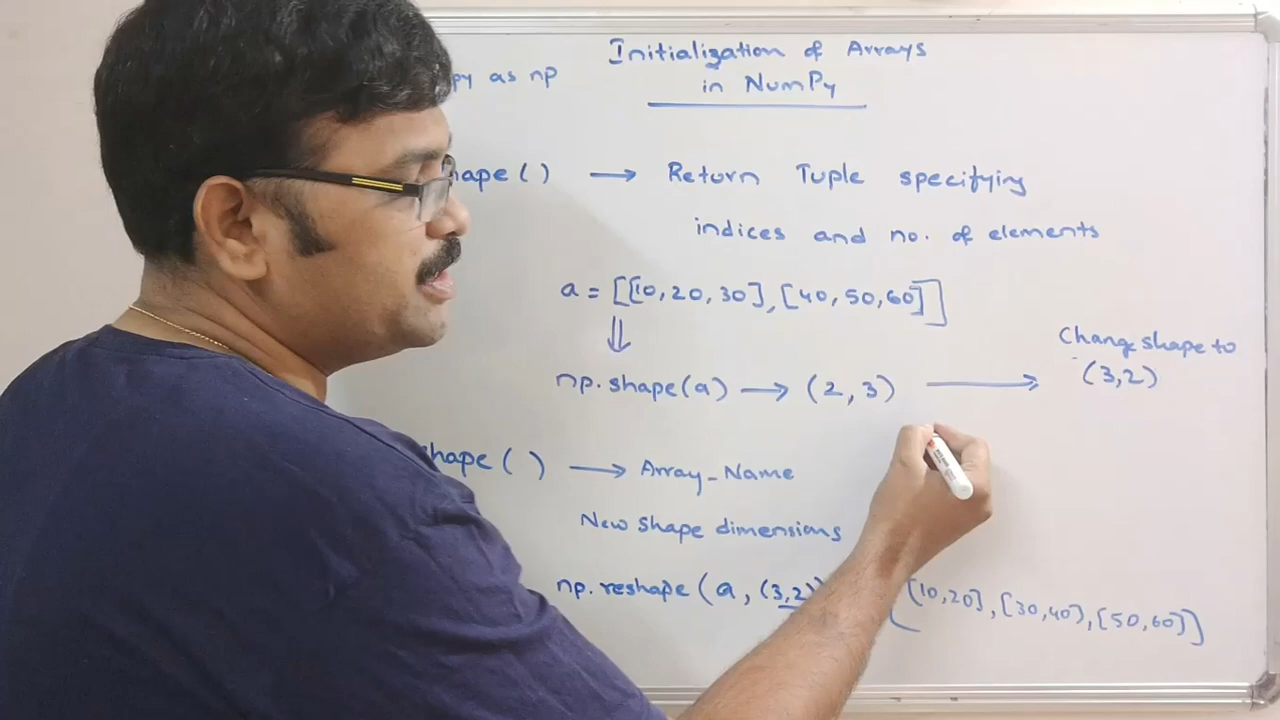 Initialization of Arrays
py as np
in NumPy
hape ( ) → Return Tuple specifying
indices and no. of elements
a = [[10, 20, 30], [40, 50, 60]]
⇓
Change shape to
np.shape(a) → (2, 3) → (3,2)
hape ( ) → Array_Name
New shape dimensions
np.reshape (a, (3,2)
[[10,20], [30,40], [50,60]]